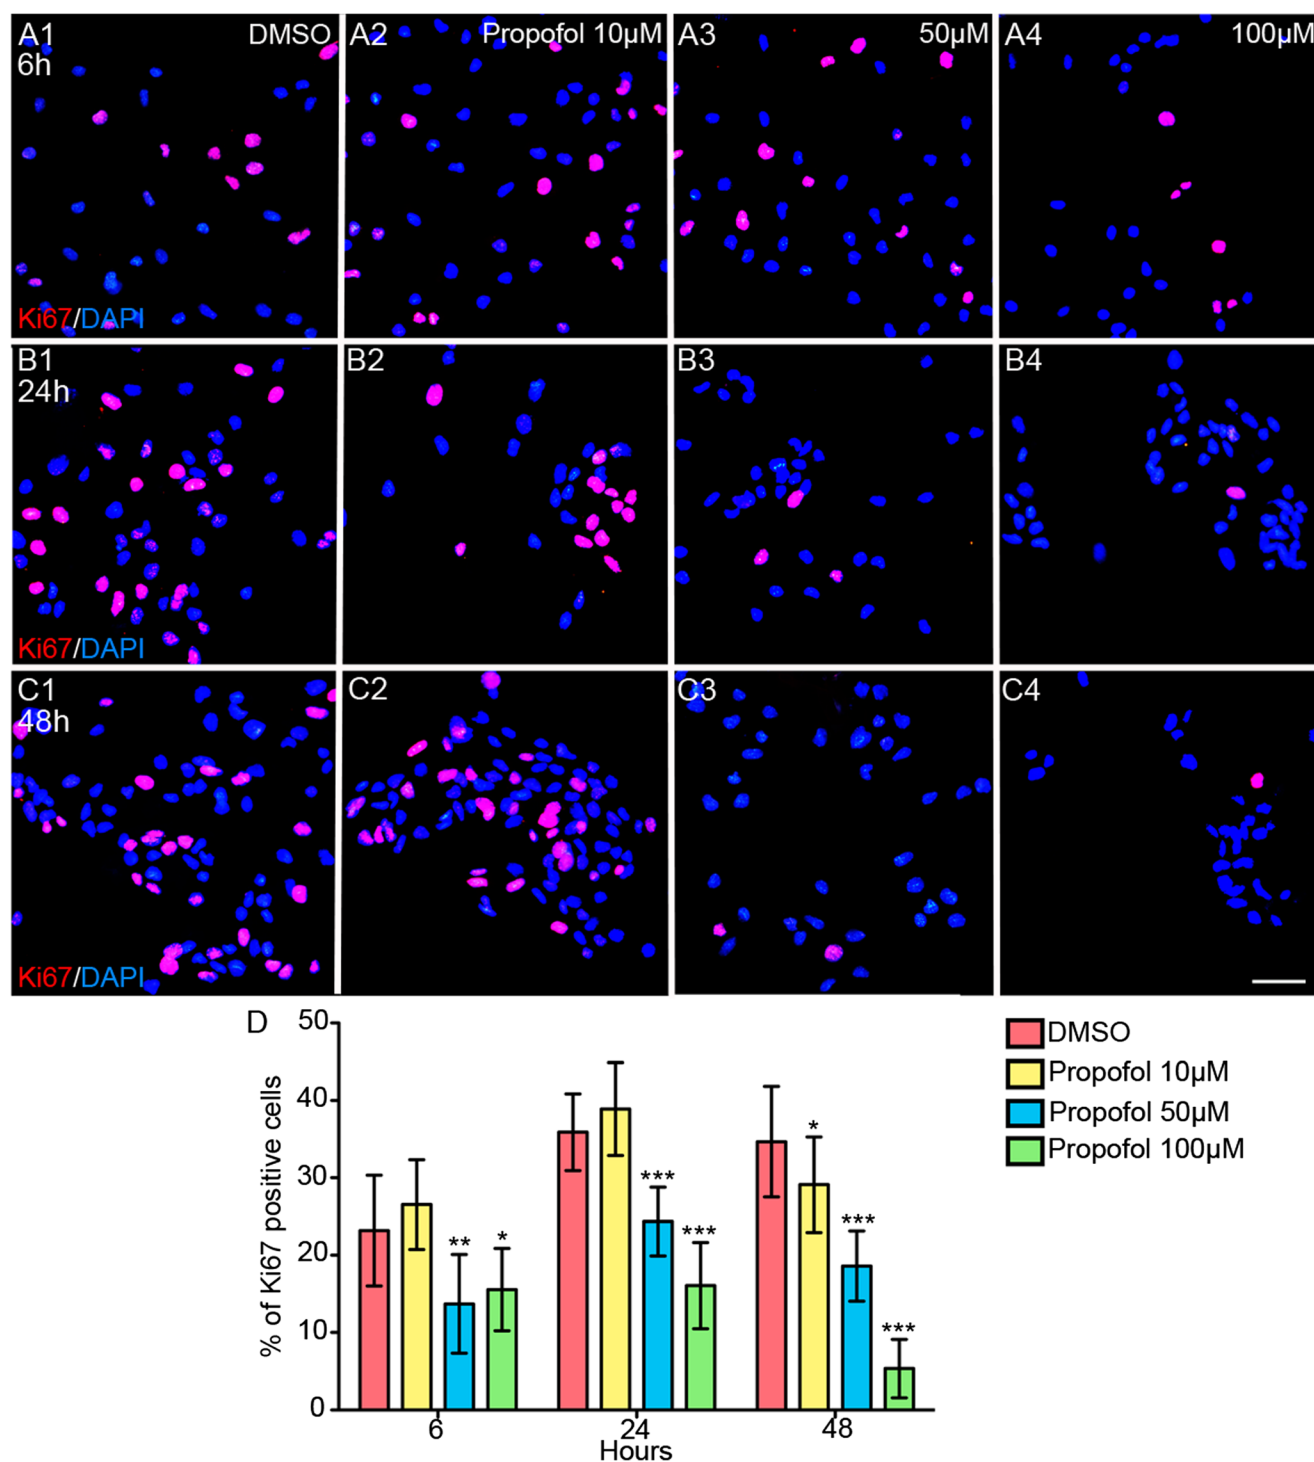 A1 DMSO A2 Propofol 10µM A3 50µM A4 100µM
6h
Ki67/DAPI
B1 B2 B3 B4
24h
Ki67/DAPI
C1 C2 C3 C4
48h
Ki67/DAPI
D
50
40
30
20
10
0
% of Ki67 positive cells
** * *** *** * *** ***
6 24 48
Hours
DMSO
Propofol 10µM
Propofol 50µM
Propofol 100µM